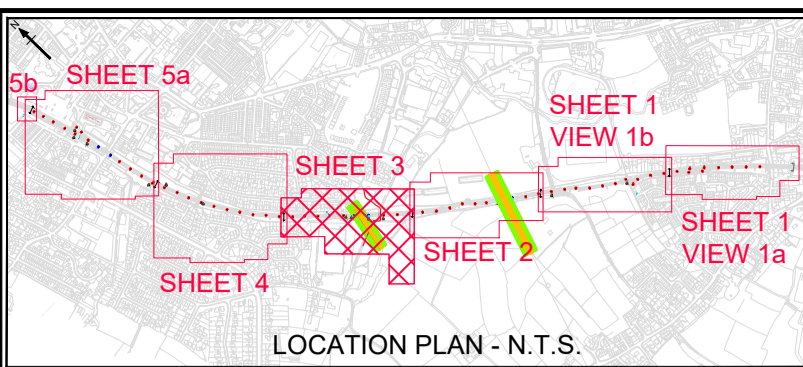 N
5b
SHEET 5a
SHEET 4
SHEET 3
SHEET 2
SHEET 1
VIEW 1b
SHEET 1
VIEW 1a
LOCATION PLAN - N.T.S.